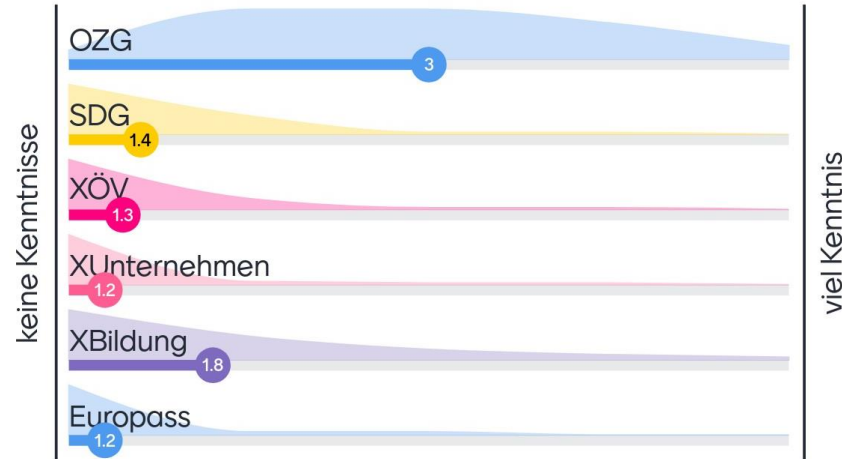 keine Kenntnisse
OZG
3
SDG
1.4
XÖV
1.3
XUnternehmen
1.2
XBildung
1.8
Europass
1.2
viel Kenntnis